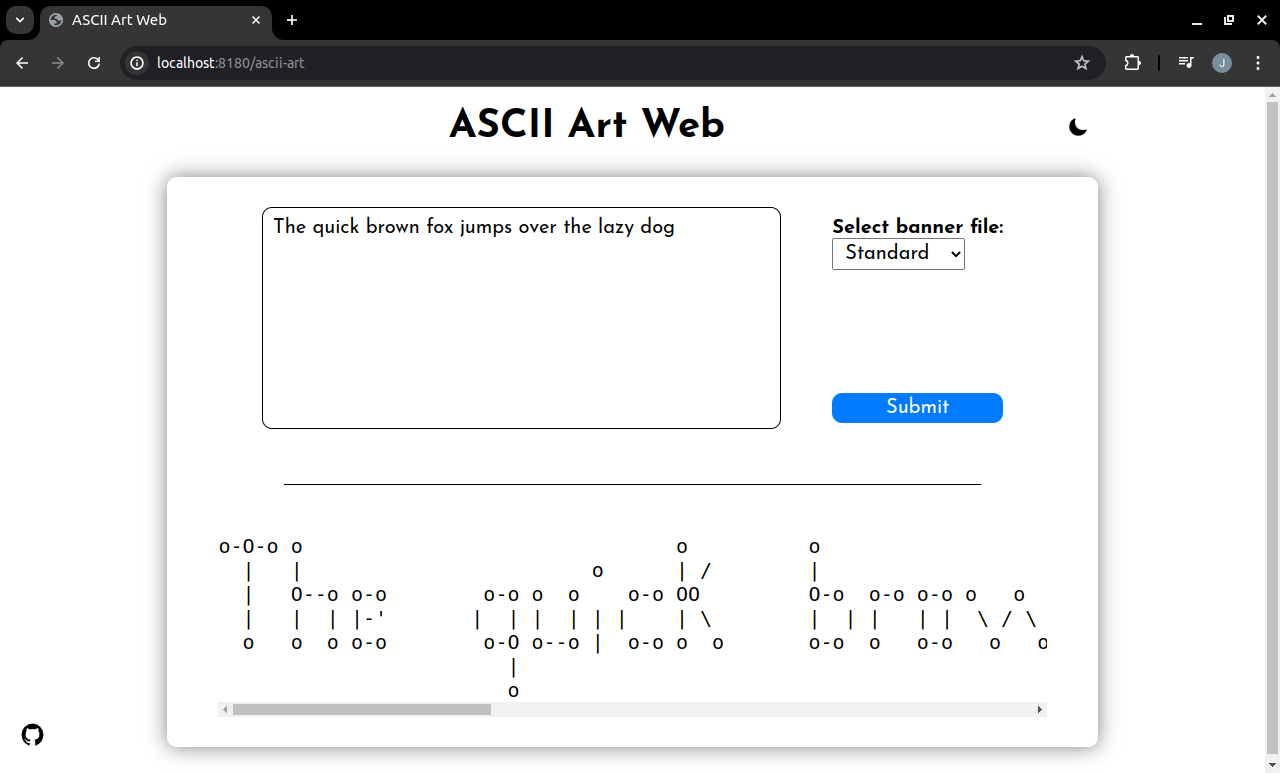 ASCII Art Web
localhost:8180/ascii-art
J
ASCII Art Web
The quick brown fox jumps over the lazy dog
Select banner file:
Standard
Submit
o-O-o o                               o          o
  |   |                        o      | /        |
  |   O--o o-o        o-o o  o    o-o OO         O-o  o-o o-o o   o
  |   |  | |-'       |  | |  | | |    | \        |  | |   | |  \ / \
  o   o  o o-o        o-O o--o |  o-o o  o       o-o  o   o-o   o   o
                        |
                        o